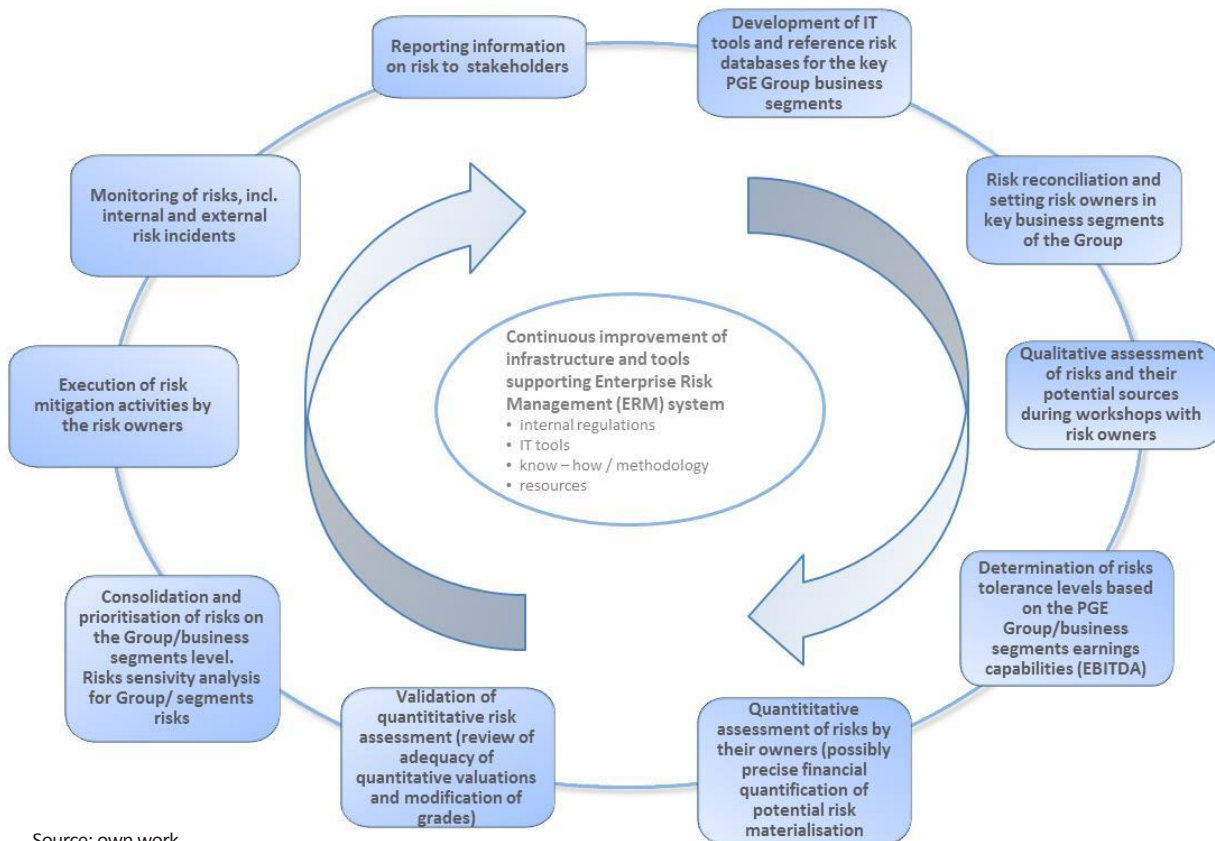 Reporting information
on risk to stakeholders
Development of IT
tools and reference risk
databases for the key
PGE Group business
segments
Monitoring of risks, incl.
internal and external
risk incidents
Risk reconciliation and
setting risk owners in
key business segments
of the Group
Continuous improvement of
infrastructure and tools
supporting Enterprise Risk
Management (ERM) system
• internal regulations
• IT tools
• know – how / methodology
• resources
Execution of risk
mitigation activities by
the risk owners
Qualitative assessment
of risks and their
potential sources
during workshops with
risk owners
Consolidation and
prioritisation of risks on
the Group/business
segments level.
Risks sensivity analysis
for Group/ segments
risks
Determination of risks
tolerance levels based on
the PGE
Group/business
segments earnings
capabilities (EBITDA)
Validation of
quantititative risk
assessment (review of
adequacy of
quantitative valuations
and modification of
grades)
Quantititative
assessment of risks by
their owners (possibly
precise financial
quantification of
potential risk
materialisation
Source: own work